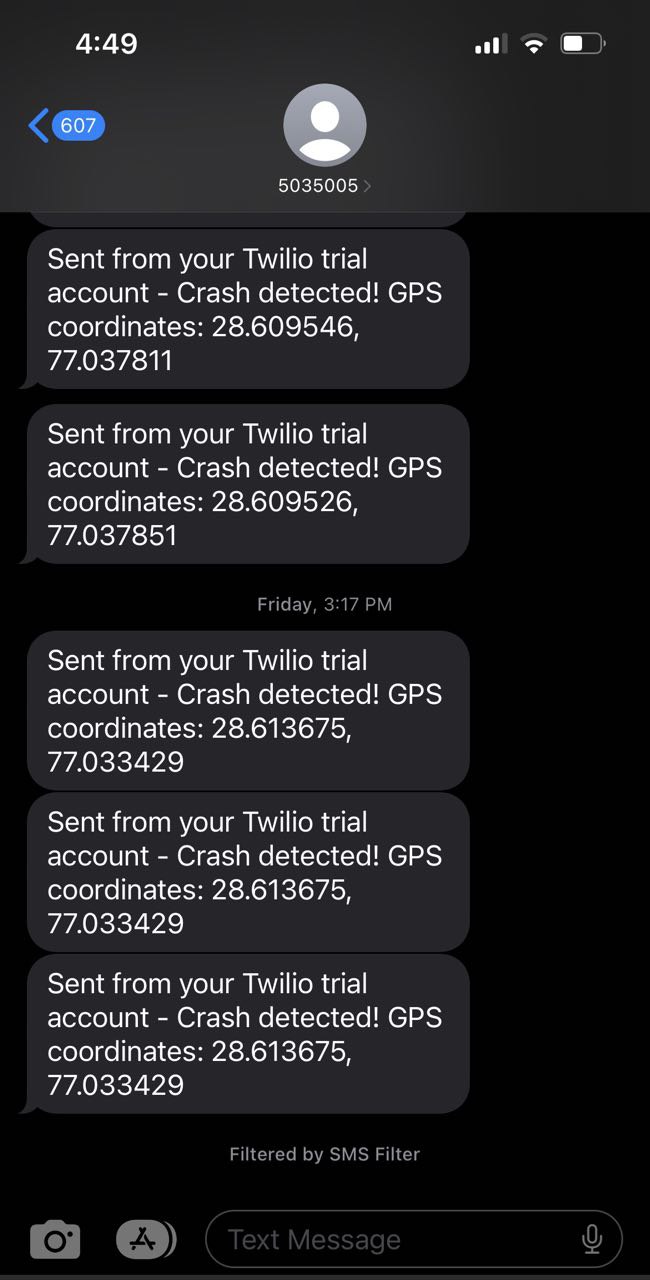 4:49
607
5035005
Sent from your Twilio trial
account - Crash detected! GPS
coordinates: 28.609546,
77.037811
Sent from your Twilio trial
account - Crash detected! GPS
coordinates: 28.609526,
77.037851
Friday, 3:17 PM
Sent from your Twilio trial
account - Crash detected! GPS
coordinates: 28.613675,
77.033429
Sent from your Twilio trial
account - Crash detected! GPS
coordinates: 28.613675,
77.033429
Sent from your Twilio trial
account - Crash detected! GPS
coordinates: 28.613675,
77.033429
Filtered by SMS Filter
Text Message